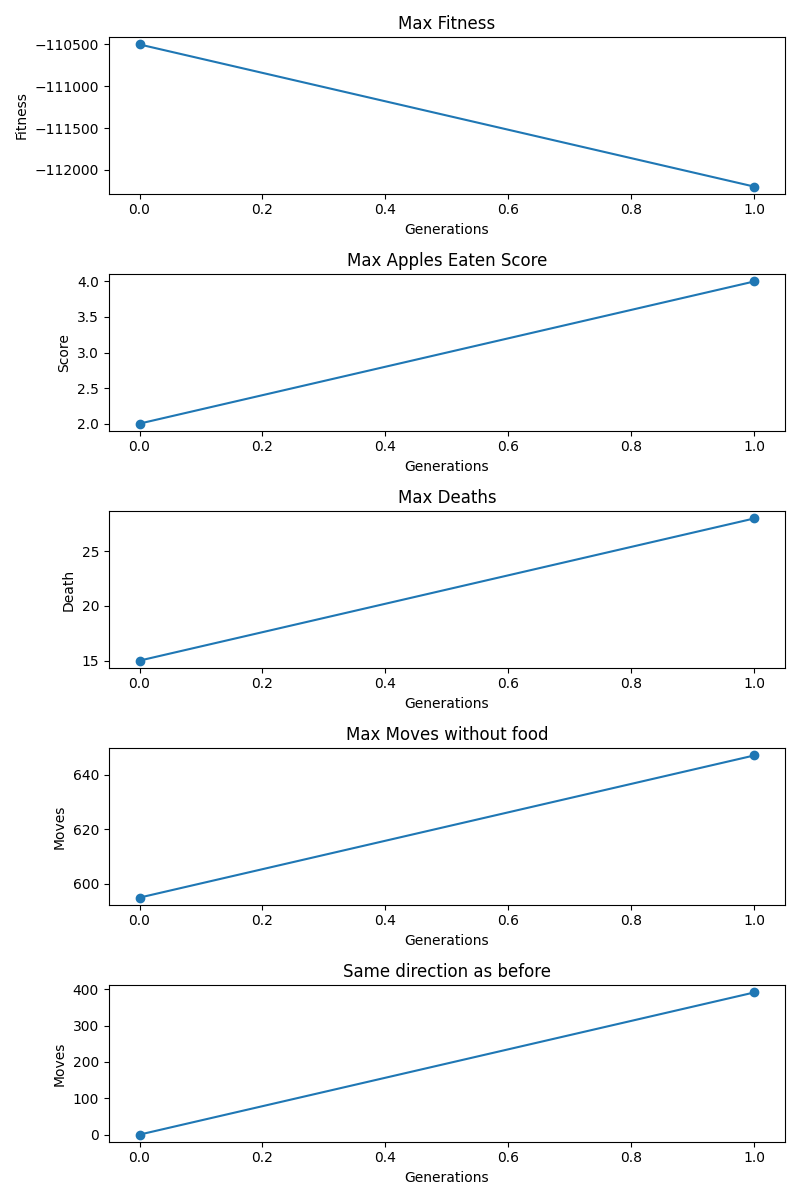 Max Fitness
−110500
−111000
−111500
−112000
Fitness
0.0 0.2 0.4 0.6 0.8 1.0
Generations
Max Apples Eaten Score
4.0
3.5
3.0
2.5
2.0
Score
0.0 0.2 0.4 0.6 0.8 1.0
Generations
Max Deaths
25
20
15
Death
0.0 0.2 0.4 0.6 0.8 1.0
Generations
Max Moves without food
640
620
600
Moves
0.0 0.2 0.4 0.6 0.8 1.0
Generations
Same direction as before
400
300
200
100
0
Moves
0.0 0.2 0.4 0.6 0.8 1.0
Generations